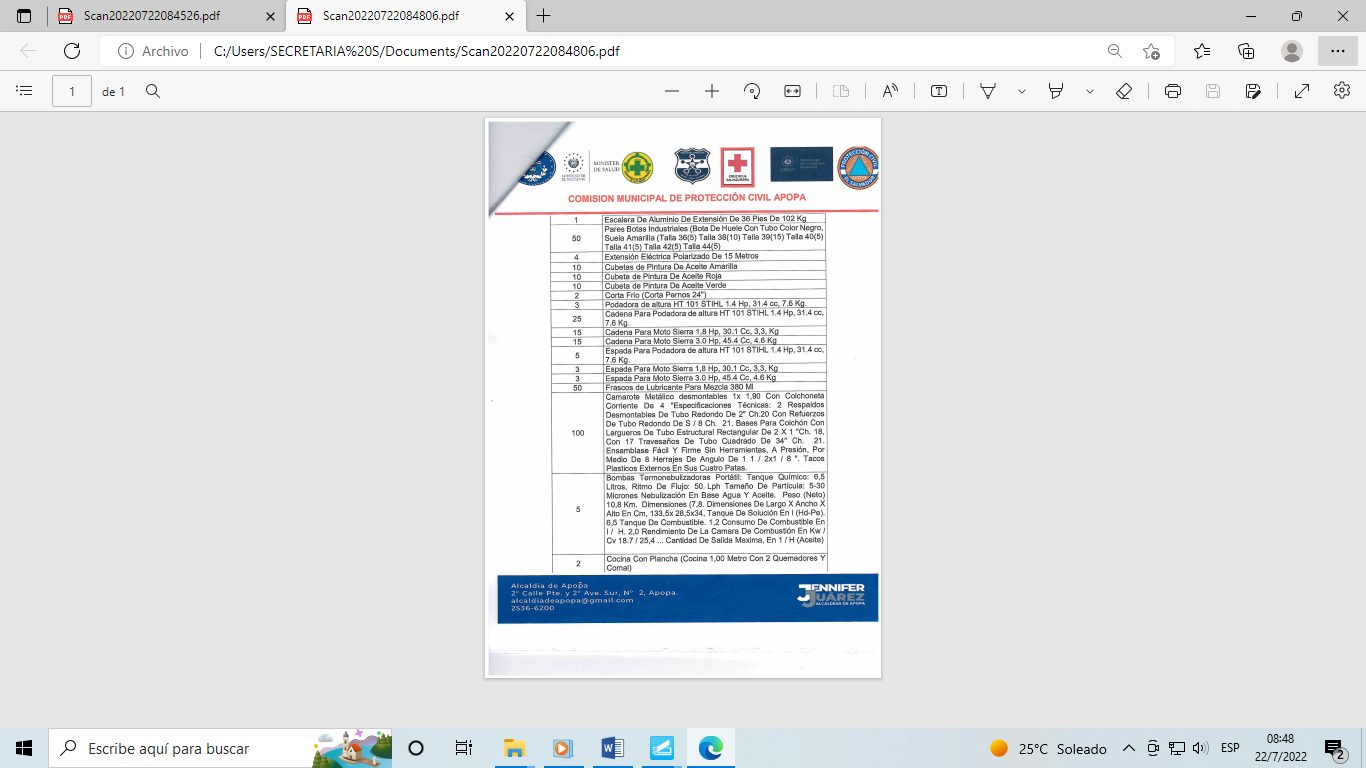 Scan20220722084526.pdf
Scan20220722084806.pdf
Archivo
C:/Users/SECRETARIA%20S/Documents/Scan20220722084806.pdf
1 de 1
MINISTER
DE SALUD
CRUZ ROJA
SALVADOREÑA
PROTECCIÓN CIVIL
EL SALVADOR
COMISION MUNICIPAL DE PROTECCIÓN CIVIL APOPA
1 Escalera De Aluminio De Extensión De 36 Pies De 102 Kg
50 Pares Botas Industriales (Bota De Huele Con Tubo Color Negro,
Suela Amarilla (Talla 36(5) Talla 38(10) Talla 39(15) Talla 40(5)
Talla 41(5) Talla 42(5) Talla 44(5)
4 Extensión Eléctrica Polarizado De 15 Metros
10 Cubetas de Pintura De Aceite Amarilla
10 Cubeta de Pintura De Aceite Roja
10 Cubeta de Pintura De Aceite Verde
2 Corta Frio (Corta Pernos 24")
3 Podadora de altura HT 101 STIHL 1.4 Hp, 31.4 cc, 7.6 Kg.
25 Cadena Para Podadora de altura HT 101 STIHL 1.4 Hp, 31.4 cc,
7.6 Kg.
15 Cadena Para Moto Sierra 1,8 Hp, 30.1 Cc, 3,3, Kg
15 Cadena Para Moto Sierra 3.0 Hp, 45.4 Cc, 4.6 Kg
5 Espada Para Podadora de altura HT 101 STIHL 1.4 Hp, 31.4 cc,
7.6 Kg.
3 Espada Para Moto Sierra 1,8 Hp, 30.1 Cc, 3,3, Kg
3 Espada Para Moto Sierra 3.0 Hp, 45.4 Cc, 4.6 Kg
50 Frascos de Lubricante Para Mezcla 380 Ml
100 Camarote Metálico desmontables 1x 1,90 Con Colchoneta
Corriente De 4 "Especificaciones Técnicas: 2 Respaldos
Desmontables De Tubo Redondo De 2" Ch.20 Con Refuerzos
De Tubo Redondo De S / 8 Ch. 21. Bases Para Colchón Con
Largueros De Tubo Estructural Rectangular De 2 X 1 "Ch. 18,
Con 17 Travesaños De Tubo Cuadrado De 34" Ch. 21.
Ensamblase Fácil Y Firme Sin Herramientas, A Presión, Por
Medio De 8 Herrajes De Angulo De 1 1 / 2x1 / 8 ". Tacos
Plasticos Externos En Sus Cuatro Patas.
5 Bombas Termonebulizadoras Portátil: Tanque Químico: 6,5
Litros, Ritmo De Flujo: 50 Lph Tamaño De Partícula: 5-30
Micrones Nebulización En Base Agua Y Aceite. Peso (Neto)
10,8 Km. Dimensiones (7,8. Dimensiones De Largo X Ancho X
Alto En Cm, 133,5x 28,5x34, Tanque De Solución En l (Hd-Pe).
6,5 Tanque De Combustible. 1,2 Consumo De Combustible En
l / H. 2,0 Rendimiento De La Camara De Combustión En Kw /
Cv 18.7 / 25,4 ... Cantidad De Salida Maxima, En 1 / H (Aceite)
2 Cocina Con Plancha (Cocina 1,00 Metro Con 2 Quemadores Y
Comal)
Alcaldia de Apopa
2° Calle Pte. y 2° Ave. Sur, N° 2, Apopa.
alcaldiadeapopa@gmail.com
2536-6200
JENNIFER
JUÁREZ
ALCALDESA DE APOPA
Escribe aquí para buscar
25°C Soleado
ESP
08:48
22/7/2022
2